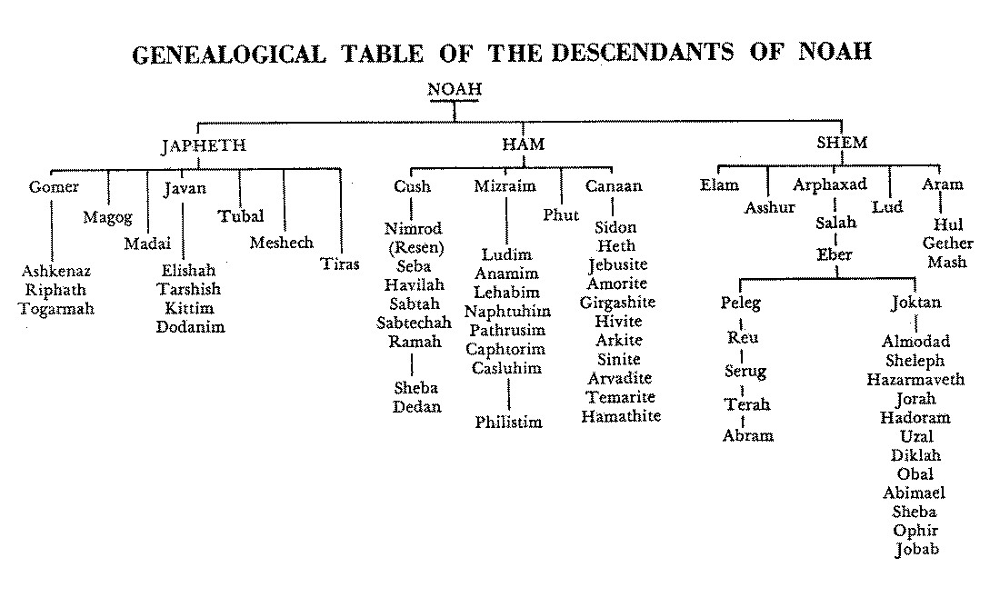 GENEALOGICAL TABLE OF THE DESCENDANTS OF NOAH
NOAH
JAPHETH
HAM
SHEM
Gomer
Magog
Madai
Javan
Tubal
Meshech
Tiras
Ashkenaz
Riphath
Togarmah
Elishah
Tarshish
Kittim
Dodanim
Cush
Nimrod
(Resen)
Seba
Havilah
Sabtah
Sabtechah
Ramah
Sheba
Dedan
Mizraim
Ludim
Anamim
Lehabim
Naphtuhim
Pathrusim
Caphtorim
Casluhim
Philistim
Phut
Canaan
Sidon
Heth
Jebusite
Amorite
Girgashite
Hivite
Arkite
Sinite
Arvadite
Temarite
Hamathite
Elam
Asshur
Arphaxad
Salah
Eber
Lud
Aram
Hul
Gether
Mash
Peleg
Reu
Serug
Terah
Abram
Joktan
Almodad
Sheleph
Hazarmaveth
Jorah
Hadoram
Uzal
Diklah
Obal
Abimael
Sheba
Ophir
Jobab